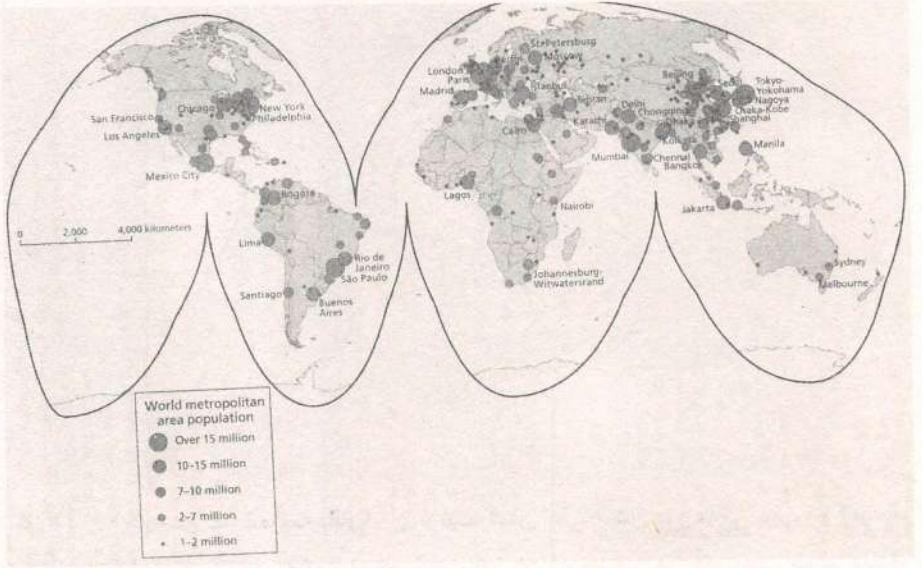 St. Petersburg
Moscow
London
Paris
Madrid
Istanbul
Tehran
Beijing
Seoul
Tokyo-
Yokohama
Nagoya
Osaka-Kobe
Shanghai
Chongqing
Delhi
Dhaka
Karachi
Cairo
Mumbai
Chennai
Bangkok
Manila
Jakarta
Lagos
Nairobi
Johannesburg-
Witwatersrand
Sydney
Melbourne
Chicago
New York
Philadelphia
San Francisco
Los Angeles
Mexico City
Bogotá
Lima
Rio de
Janeiro
São Paulo
Santiago
Buenos
Aires
0 2,000 4,000 kilometers
World metropolitan
area population
Over 15 million
10–15 million
7–10 million
2–7 million
1–2 million